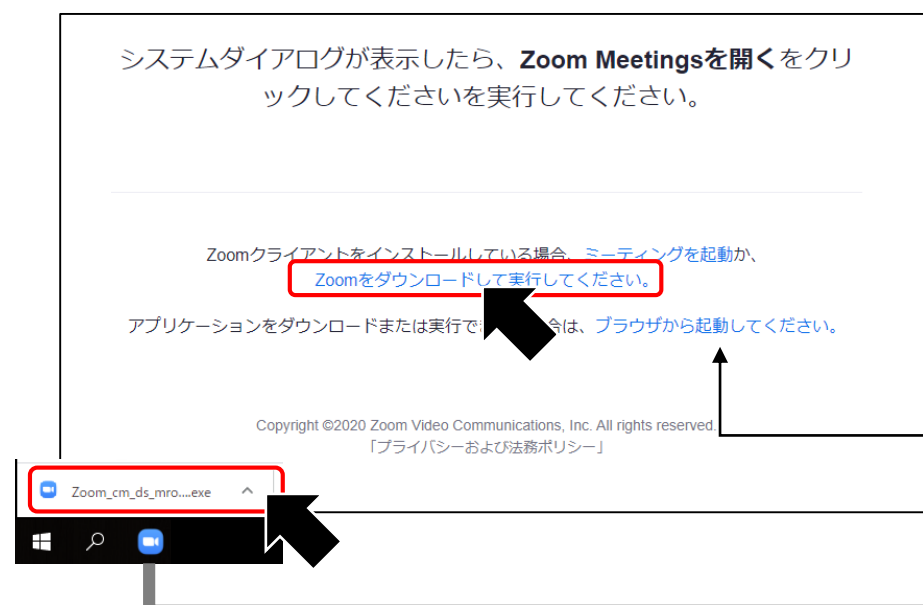 システムダイアログが表示したら、Zoom Meetingsを開くをクリ
ックしてくださいを実行してください。
Zoomクライアントをインストールしている場合、ミーティングを起動か、
Zoomをダウンロードして実行してください。
アプリケーションをダウンロードまたは実行で 合は、ブラウザから起動してください。
Copyright ©2020 Zoom Video Communications, Inc. All rights reserved.
「プライバシーおよび法務ポリシー」
Zoom_cm_ds_mro....exe